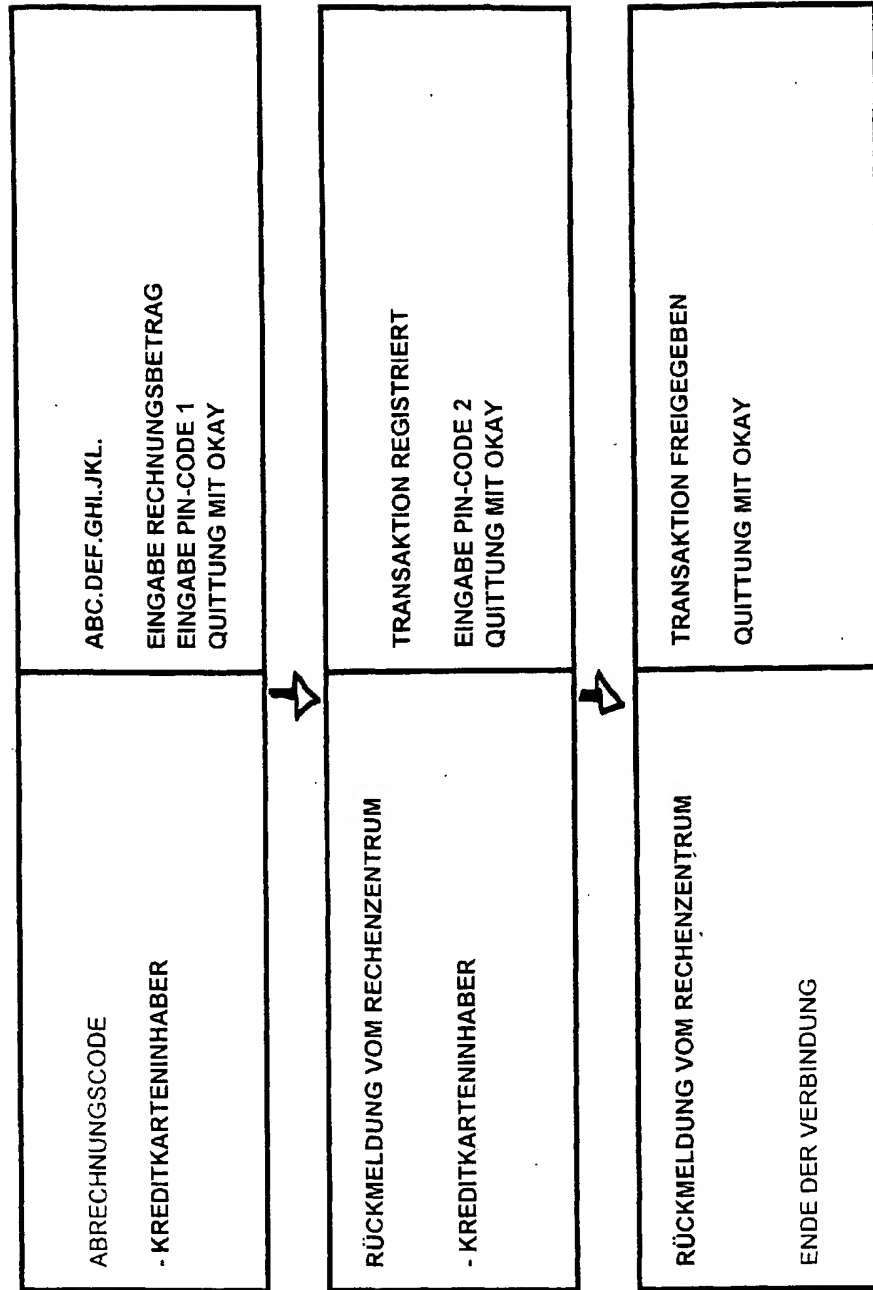 ABRECHNUNGSCODE
- KREDITKARTENINHABER
ABC.DEF.GHI.JKL.
EINGABE RECHNUNGSBETRAG
EINGABE PIN-CODE 1
QUITTUNG MIT OKAY
RÜCKMELDUNG VOM RECHENZENTRUM
- KREDITKARTENINHABER
TRANSAKTION REGISTRIERT
EINGABE PIN-CODE 2
QUITTUNG MIT OKAY
RÜCKMELDUNG VOM RECHENZENTRUM
ENDE DER VERBINDUNG
TRANSAKTION FREIGEGEBEN
QUITTUNG MIT OKAY